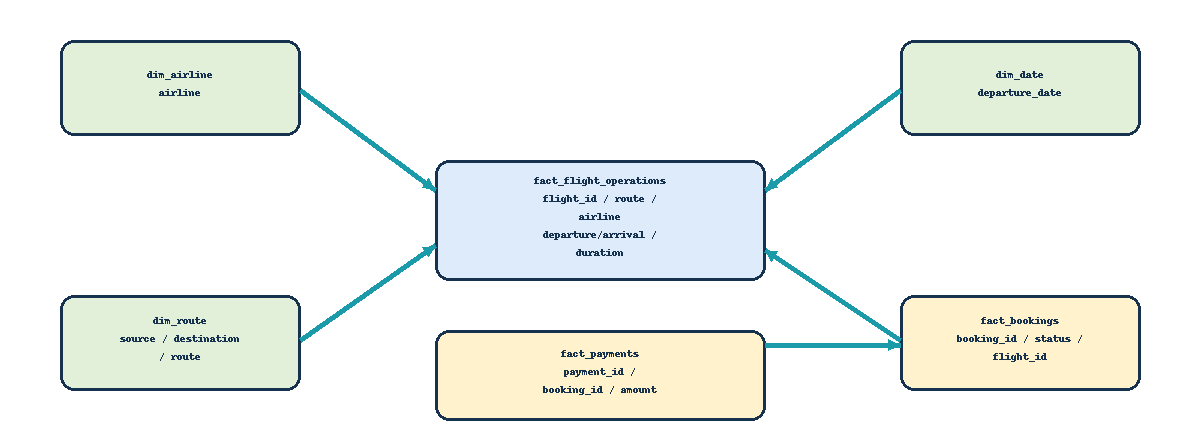 dim_airline
airline
dim_date
departure_date
fact_flight_operations
flight_id / route /
airline
departure/arrival /
duration
dim_route
source / destination
/ route
fact_payments
payment_id /
booking_id / amount
fact_bookings
booking_id / status /
flight_id